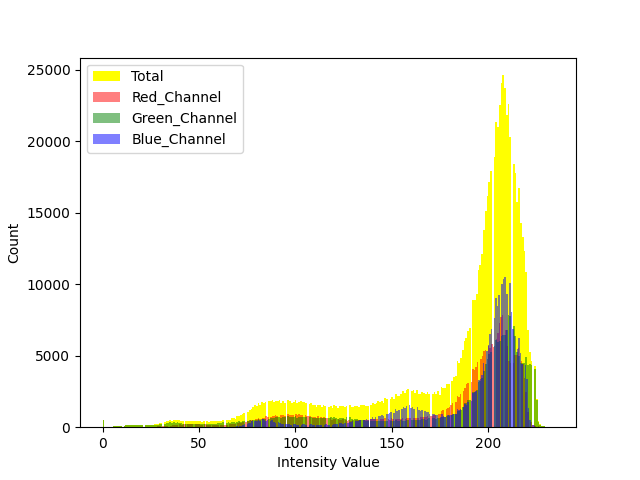 25000
20000
15000
10000
5000
0
Count
Total
Red_Channel
Green_Channel
Blue_Channel
0 50 100 150 200
Intensity Value